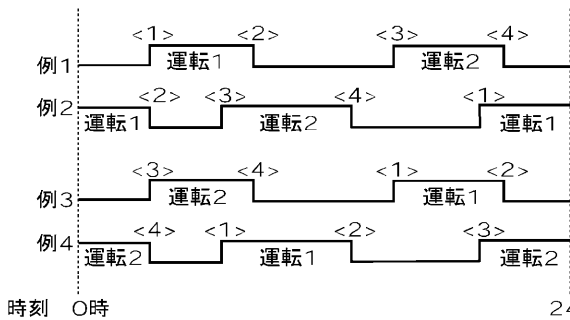 <1> <2> <3> <4>
例1 運転1 運転2
<2> <3> <4> <1>
例2 運転1 運転2 運転1
<3> <4> <1> <2>
例3 運転2 運転1
<4> <1> <2> <3>
例4 運転2 運転1 運転2
時刻 0時 24